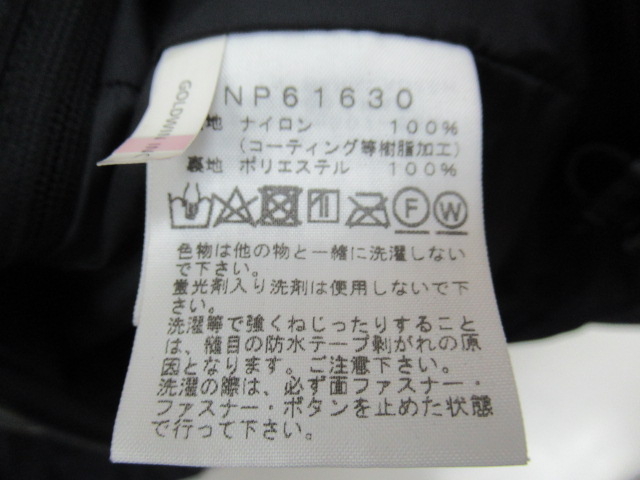 GOLDWIN IN
NP61630
地 ナイロン 100%
(コーティング等樹脂加工)
裏地 ポリエステル 100%
F W
色物は他の物と一緒に洗濯しない
で下さい。
蛍光剤入り洗剤は使用しないで下
さい。
洗濯等で強くねじったりすること
は、縫目の防水テープ剥がれの原
因となります。ご注意下さい。
洗濯の際は、必ず面ファスナー・
ファスナー・ボタンを止めた状態
で行って下さい。